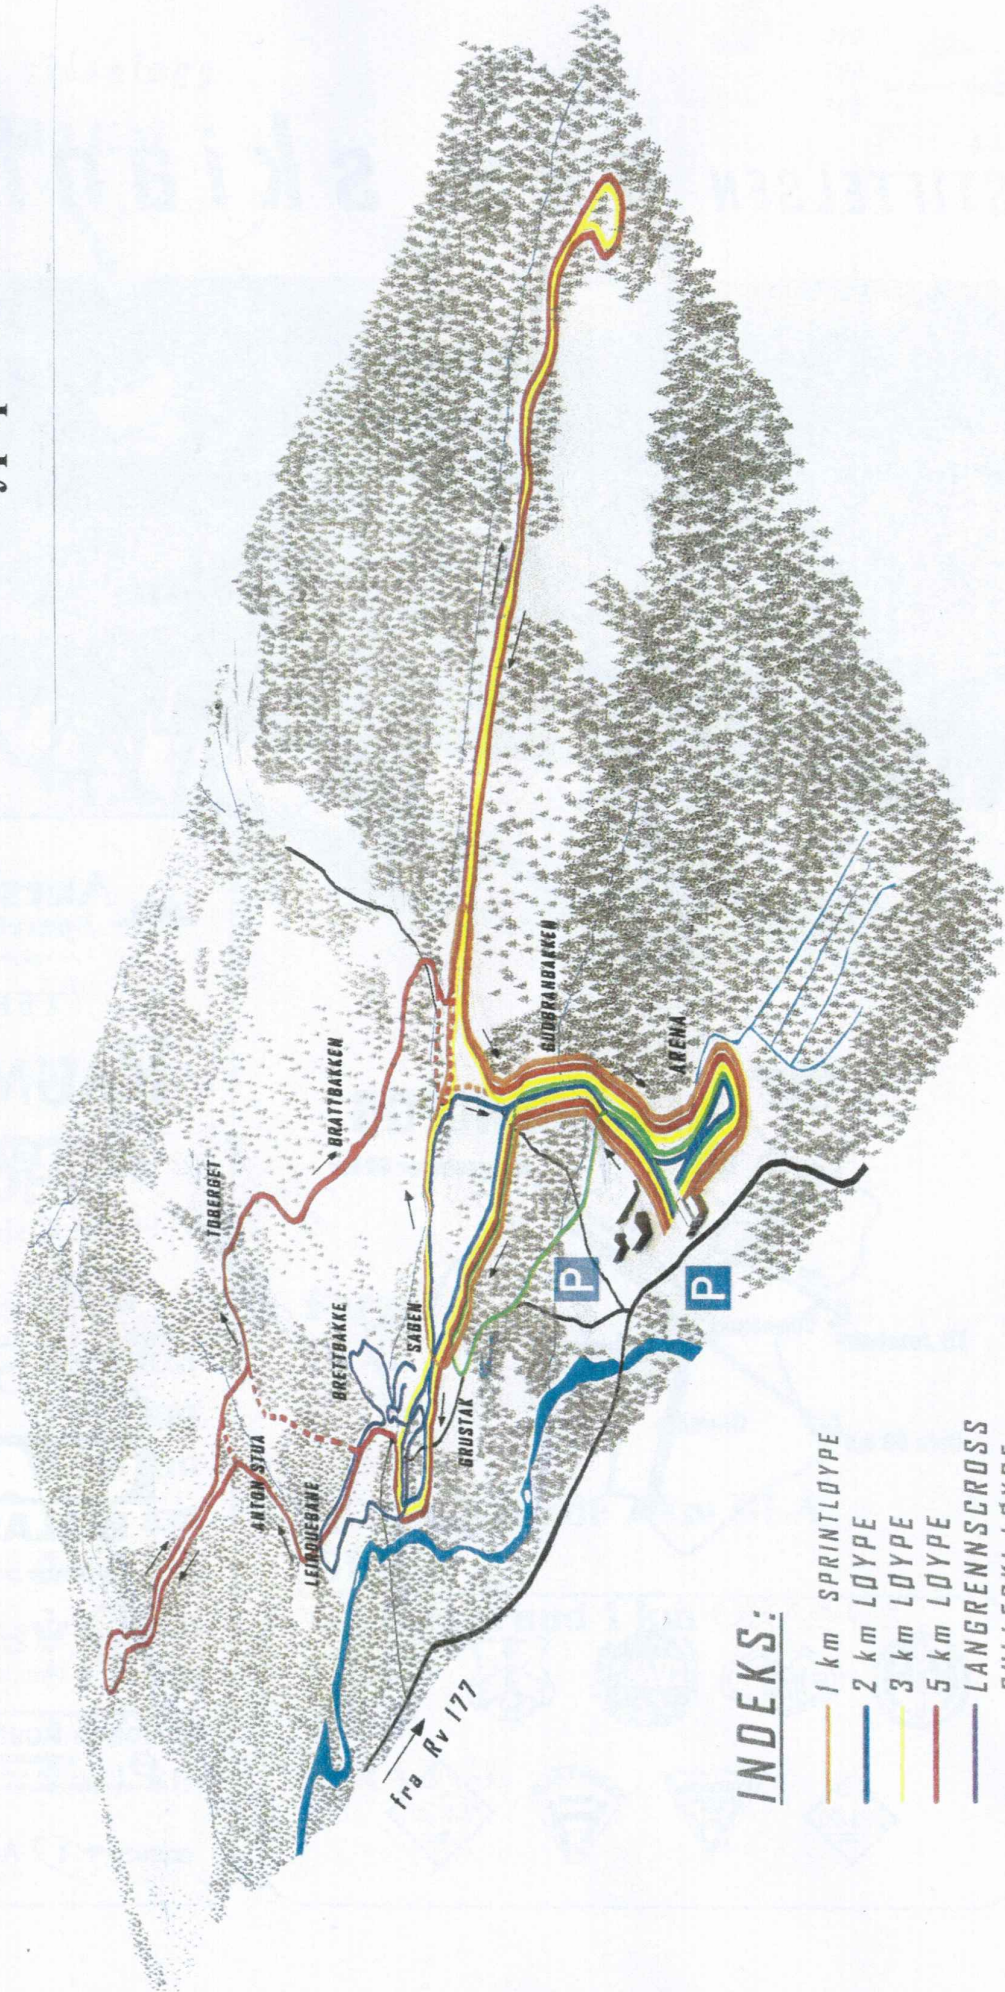 TOBERGET
BRATTBAKKEN
BRETTBAKKE
SAGEN
ANTON STUA
LEIRDUEBANE
GRUSTAK
GUDBRANBAKKEN
ARENA
P
P
fra Rv 177
INDEKS:
1 km SPRINTLØYPE
2 km LØYPE
3 km LØYPE
5 km LØYPE
LANGRENNSCROSS